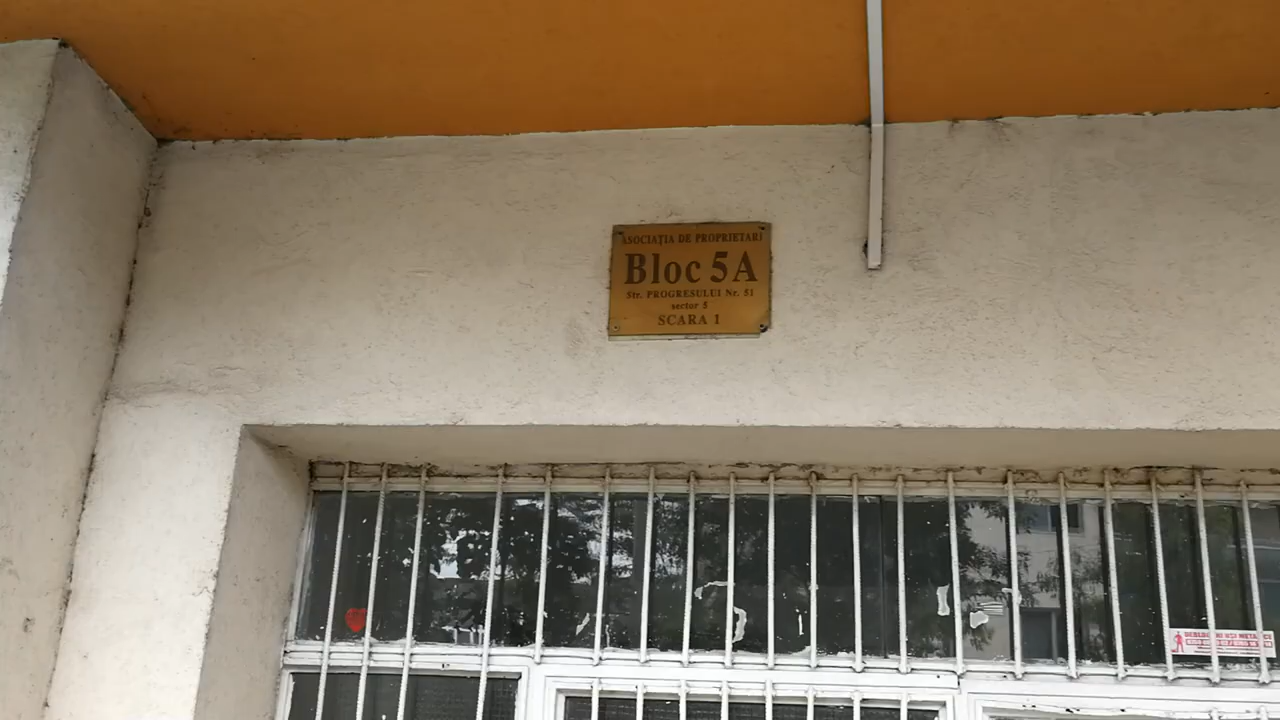 ASOCIAȚIA DE PROPRIETARI
Bloc 5A
Str. PROGRESULUI Nr. 51
sector 5
SCARA 1